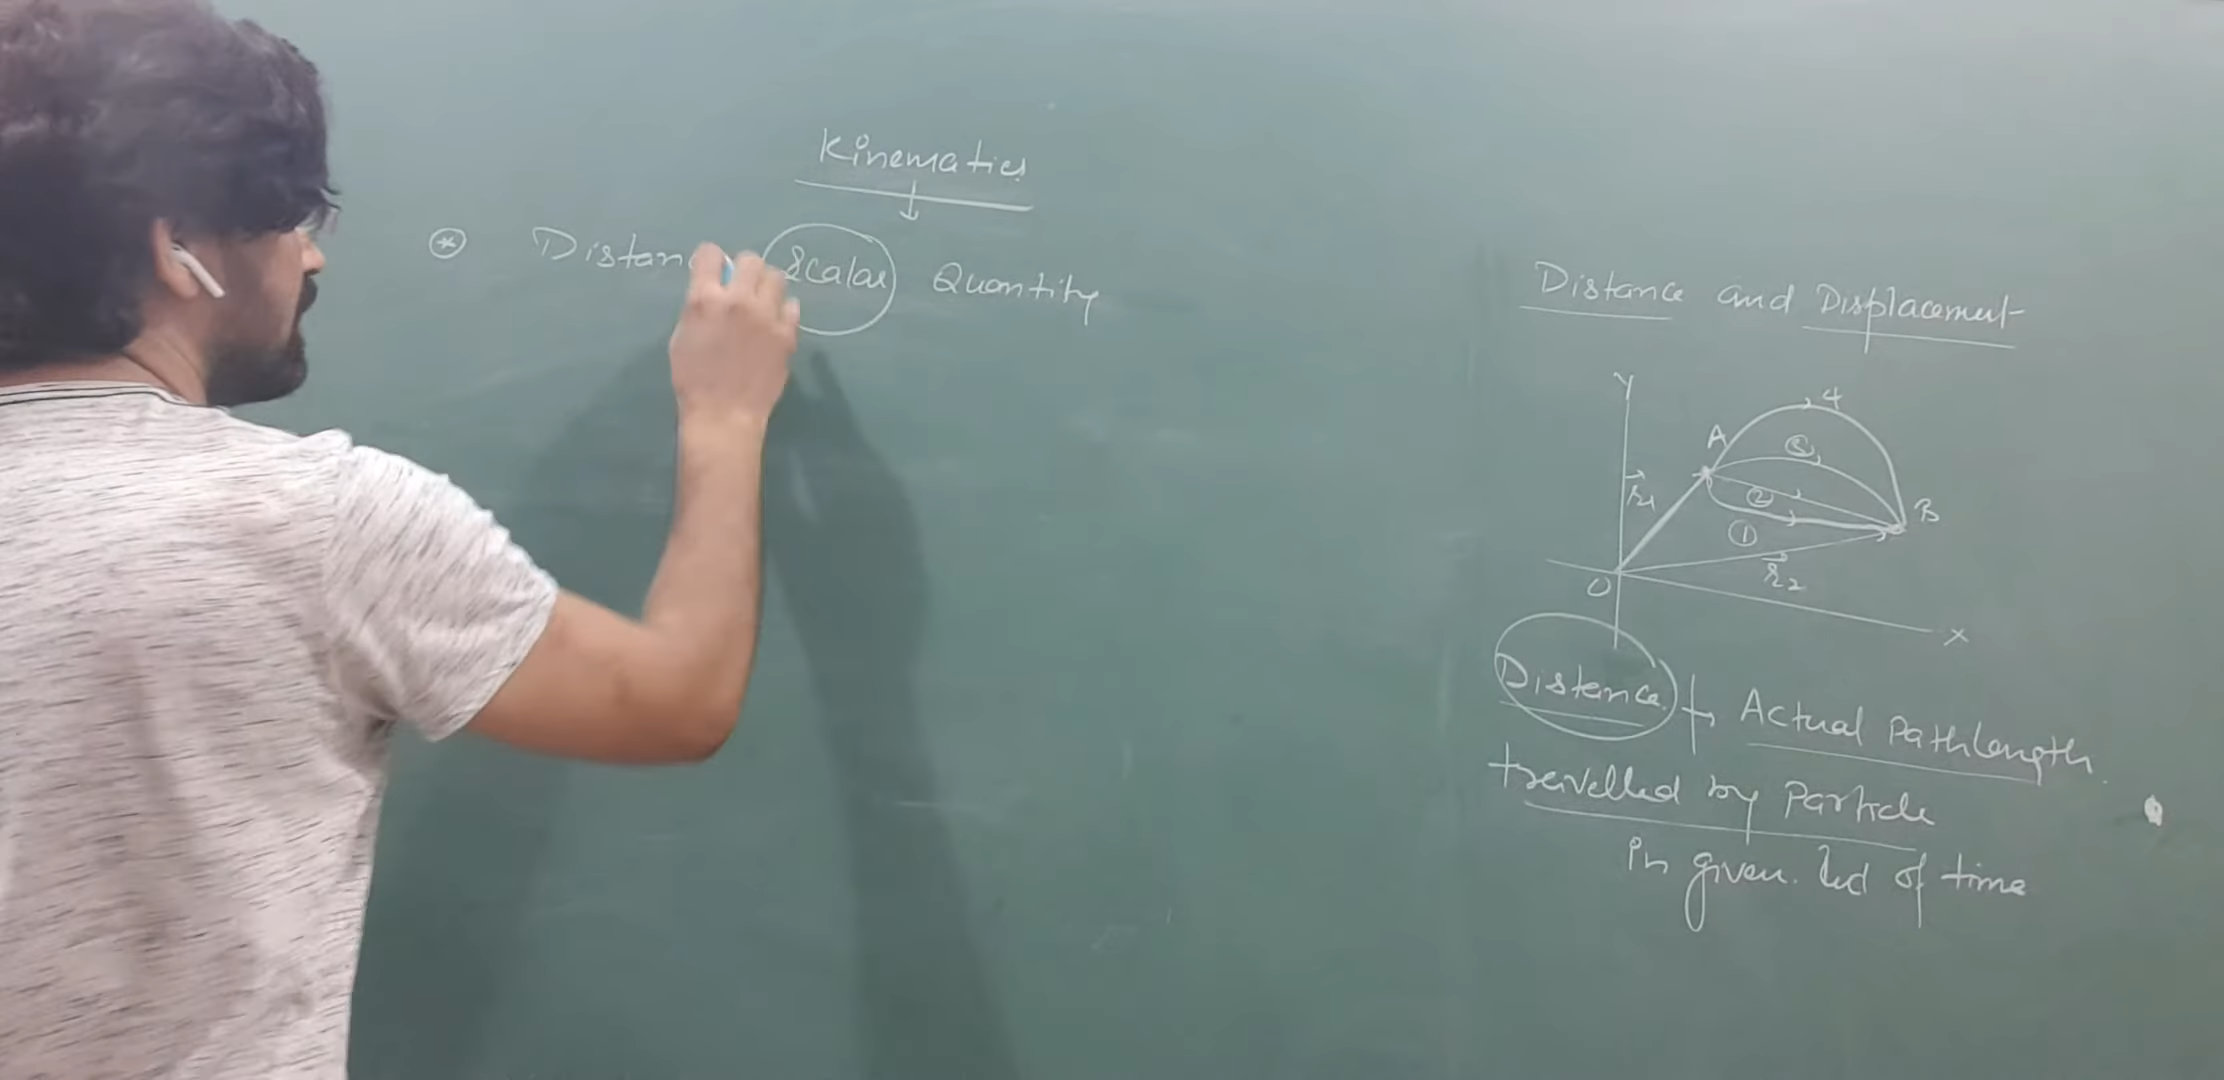 Kinematics
* Distanc Scalar Quantity
Distance and Displacement
Y
4
A
3
r1
2
B
1
r2
O
X
Distance → Actual Pathlength
travelled by Particle
in given of time